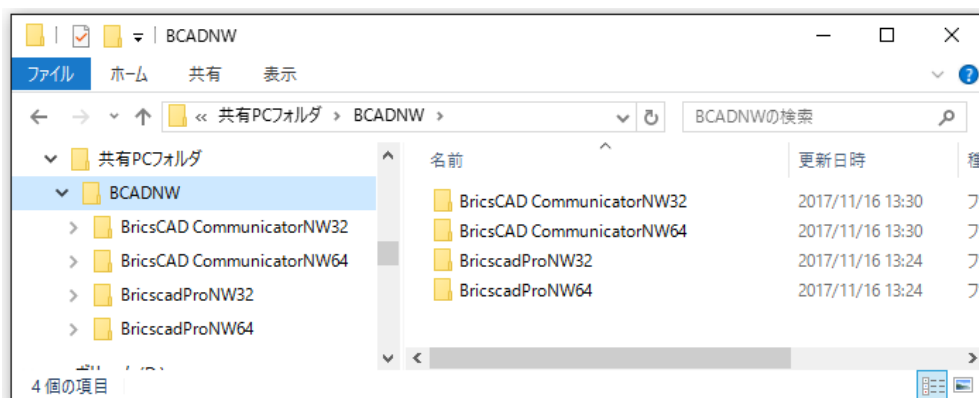 BCADNW
ファイル ホーム 共有 表示
« 共有PCフォルダ › BCADNW › BCADNWの検索
共有PCフォルダ
BCADNW
BricsCAD CommunicatorNW32
BricsCAD CommunicatorNW64
BricscadProNW32
BricscadProNW64
名前 更新日時
BricsCAD CommunicatorNW32 2017/11/16 13:30
BricsCAD CommunicatorNW64 2017/11/16 13:30
BricscadProNW32 2017/11/16 13:24
BricscadProNW64 2017/11/16 13:24
4 個の項目